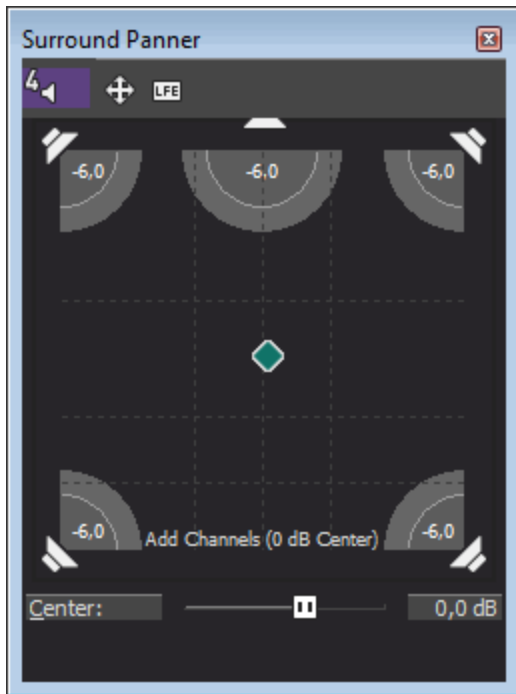 Surround Panner
4 LFE
-6,0 -6,0 -6,0
-6,0 Add Channels (0 dB Center) -6,0
Center: 0,0 dB